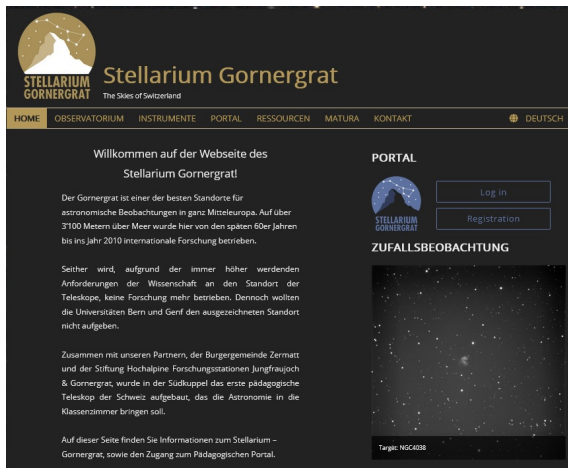 STELLARIUM
GORNERGRAT
Stellarium Gornergrat
The Skies of Switzerland
HOME OBSERVATORIUM INSTRUMENTE PORTAL RESSOURCEN MATURA KONTAKT DEUTSCH
Willkommen auf der Webseite des
Stellarium Gornergrat!
Der Gornergrat ist einer der besten Standorte für
astronomische Beobachtungen in ganz Mitteleuropa. Auf über
3'100 Metern über Meer wurde hier von den späten 60er Jahren
bis ins Jahr 2010 internationale Forschung betrieben.
Seither wird, aufgrund der immer höher werdenden
Anforderungen der Wissenschaft an den Standort der
Teleskope, keine Forschung mehr betrieben. Dennoch wollten
die Universitäten Bern und Genf den ausgezeichneten Standort
nicht aufgeben.
Zusammen mit unseren Partnern, der Burgergemeinde Zermatt
und der Stiftung Hochalpine Forschungsstationen Jungfraujoch
& Gornergrat, wurde in der Südkuppel das erste pädagogische
Teleskop der Schweiz aufgebaut, das die Astronomie in die
Klassenzimmer bringen soll.
Auf dieser Seite finden Sie Informationen zum Stellarium –
Gornergrat, sowie den Zugang zum Pädagogischen Portal.
PORTAL
STELLARIUM
GORNERGRAT
Log in
Registration
ZUFALLSBEOBACHTUNG
Target: NGC4038